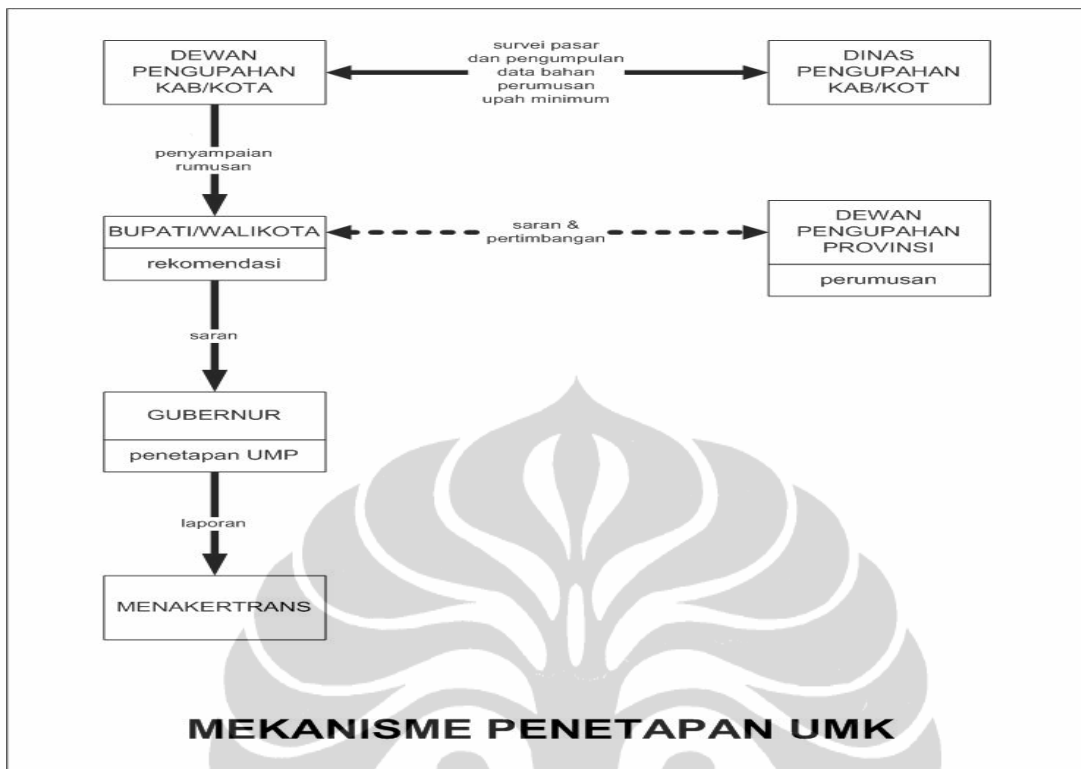 DEWAN
PENGUPAHAN
KAB/KOTA
survei pasar
dan pengumpulan
data bahan
perumusan
upah minimum
DINAS
PENGUPAHAN
KAB/KOT
penyampaian
rumusan
BUPATI/WALIKOTA
rekomendasi
saran &
pertimbangan
DEWAN
PENGUPAHAN
PROVINSI
perumusan
saran
GUBERNUR
penetapan UMP
laporan
MENAKERTRANS
MEKANISME PENETAPAN UMK